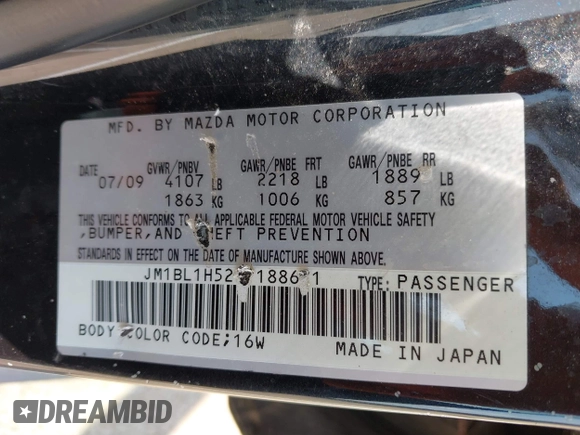 MFD. BY MAZDA MOTOR CORPORATION
DATE GVWR/PNBV GAWR/PNBE FRT GAWR/PNBE RR
07/09 4107 LB 2218 LB 1889 LB
1863 KG 1006 KG 857 KG
THIS VEHICLE CONFORMS TO ALL APPLICABLE FEDERAL MOTOR VEHICLE SAFETY
,BUMPER,AND THEFT PREVENTION
STANDARDS IN EFFECT ON THE DATE OF MANUFACTURE SHOWN ABOVE.
TYPE: PASSENGER
BODY COLOR CODE;16W
MADE IN JAPAN
DREAMBID